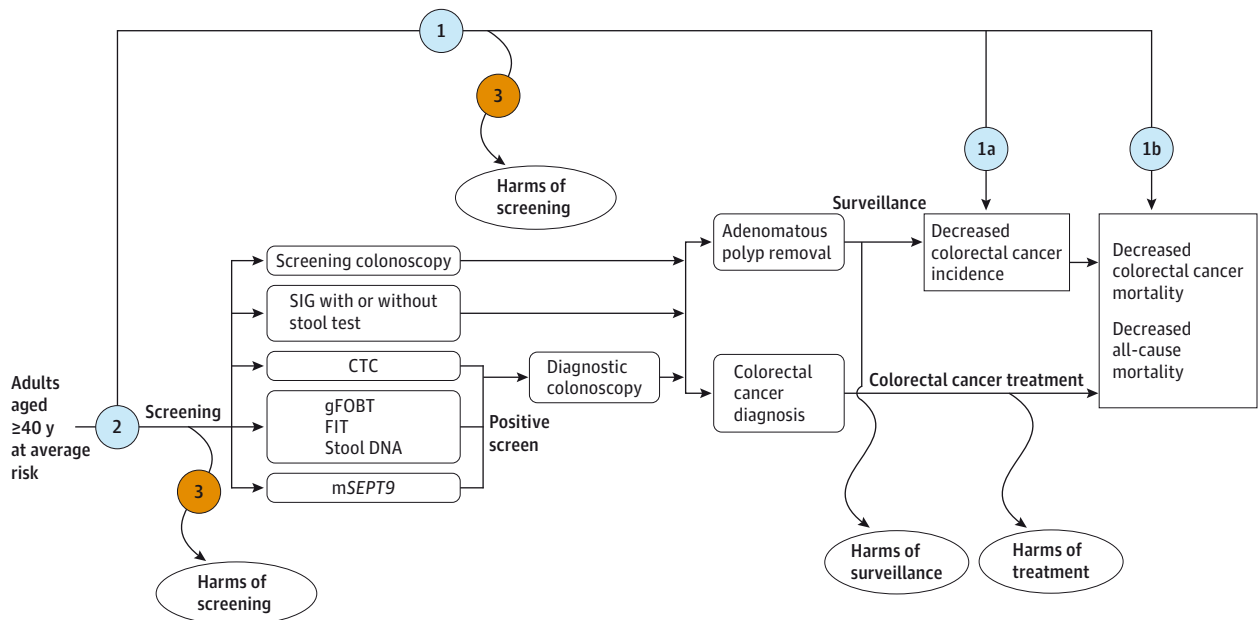 1
3
Harms of
screening
1a
1b
Surveillance
Adenomatous
polyp removal
Decreased
colorectal cancer
incidence
Decreased
colorectal cancer
mortality
Decreased
all-cause
mortality
Screening colonoscopy
SIG with or without
stool test
CTC
gFOBT
FIT
Stool DNA
mSEPT9
Positive
screen
Diagnostic
colonoscopy
Colorectal
cancer
diagnosis
Colorectal cancer treatment
Adults
aged
≥40 y
at average
risk
2
Screening
3
Harms of
screening
Harms of
surveillance
Harms of
treatment